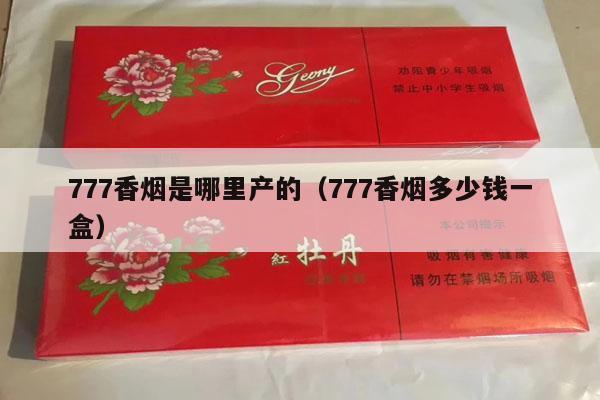 Geony
劝阻青少年吸烟
禁止中小学生吸烟
777香烟是哪里产的（777香烟多少钱一
盒）
本公司提示
紅 牡丹
吸烟有害健康
请勿在禁烟场所吸烟